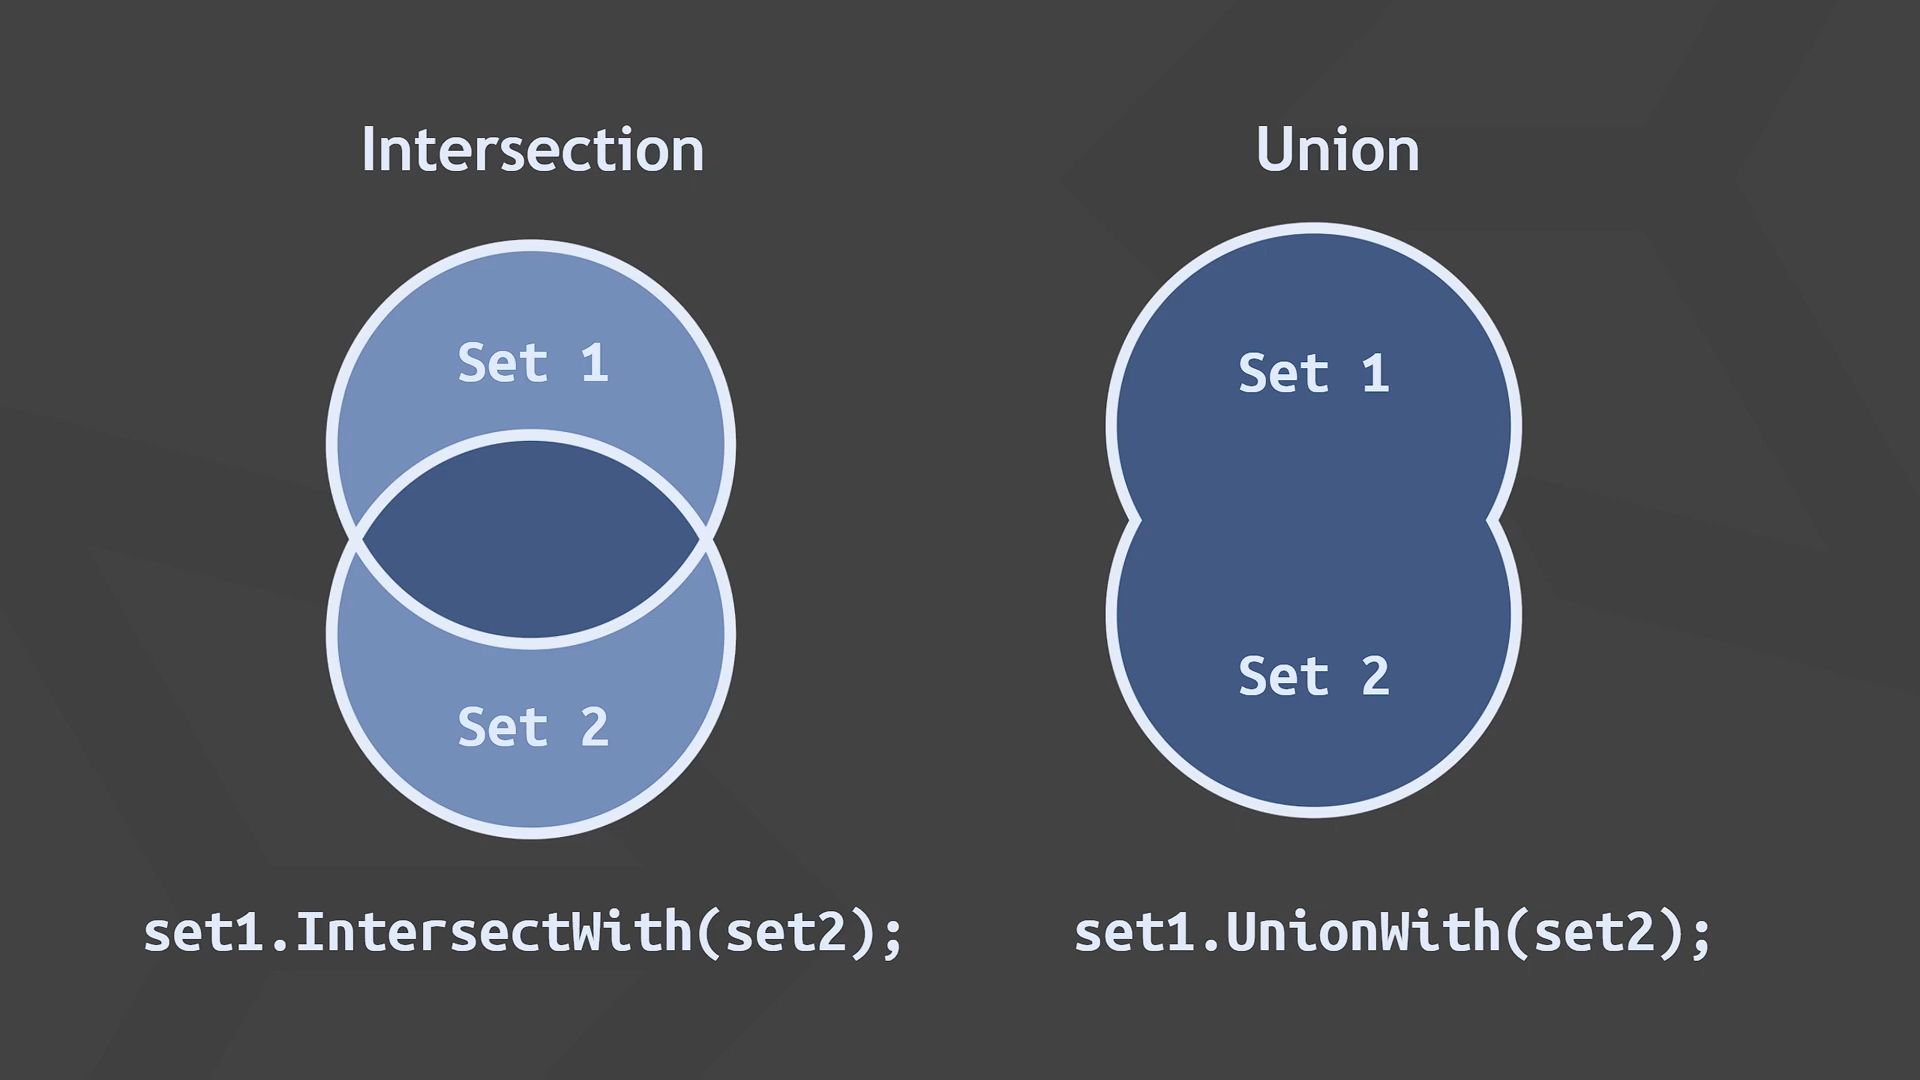 Intersection
Set 1
Set 2
set1.IntersectWith(set2);
Union
Set 1
Set 2
set1.UnionWith(set2);